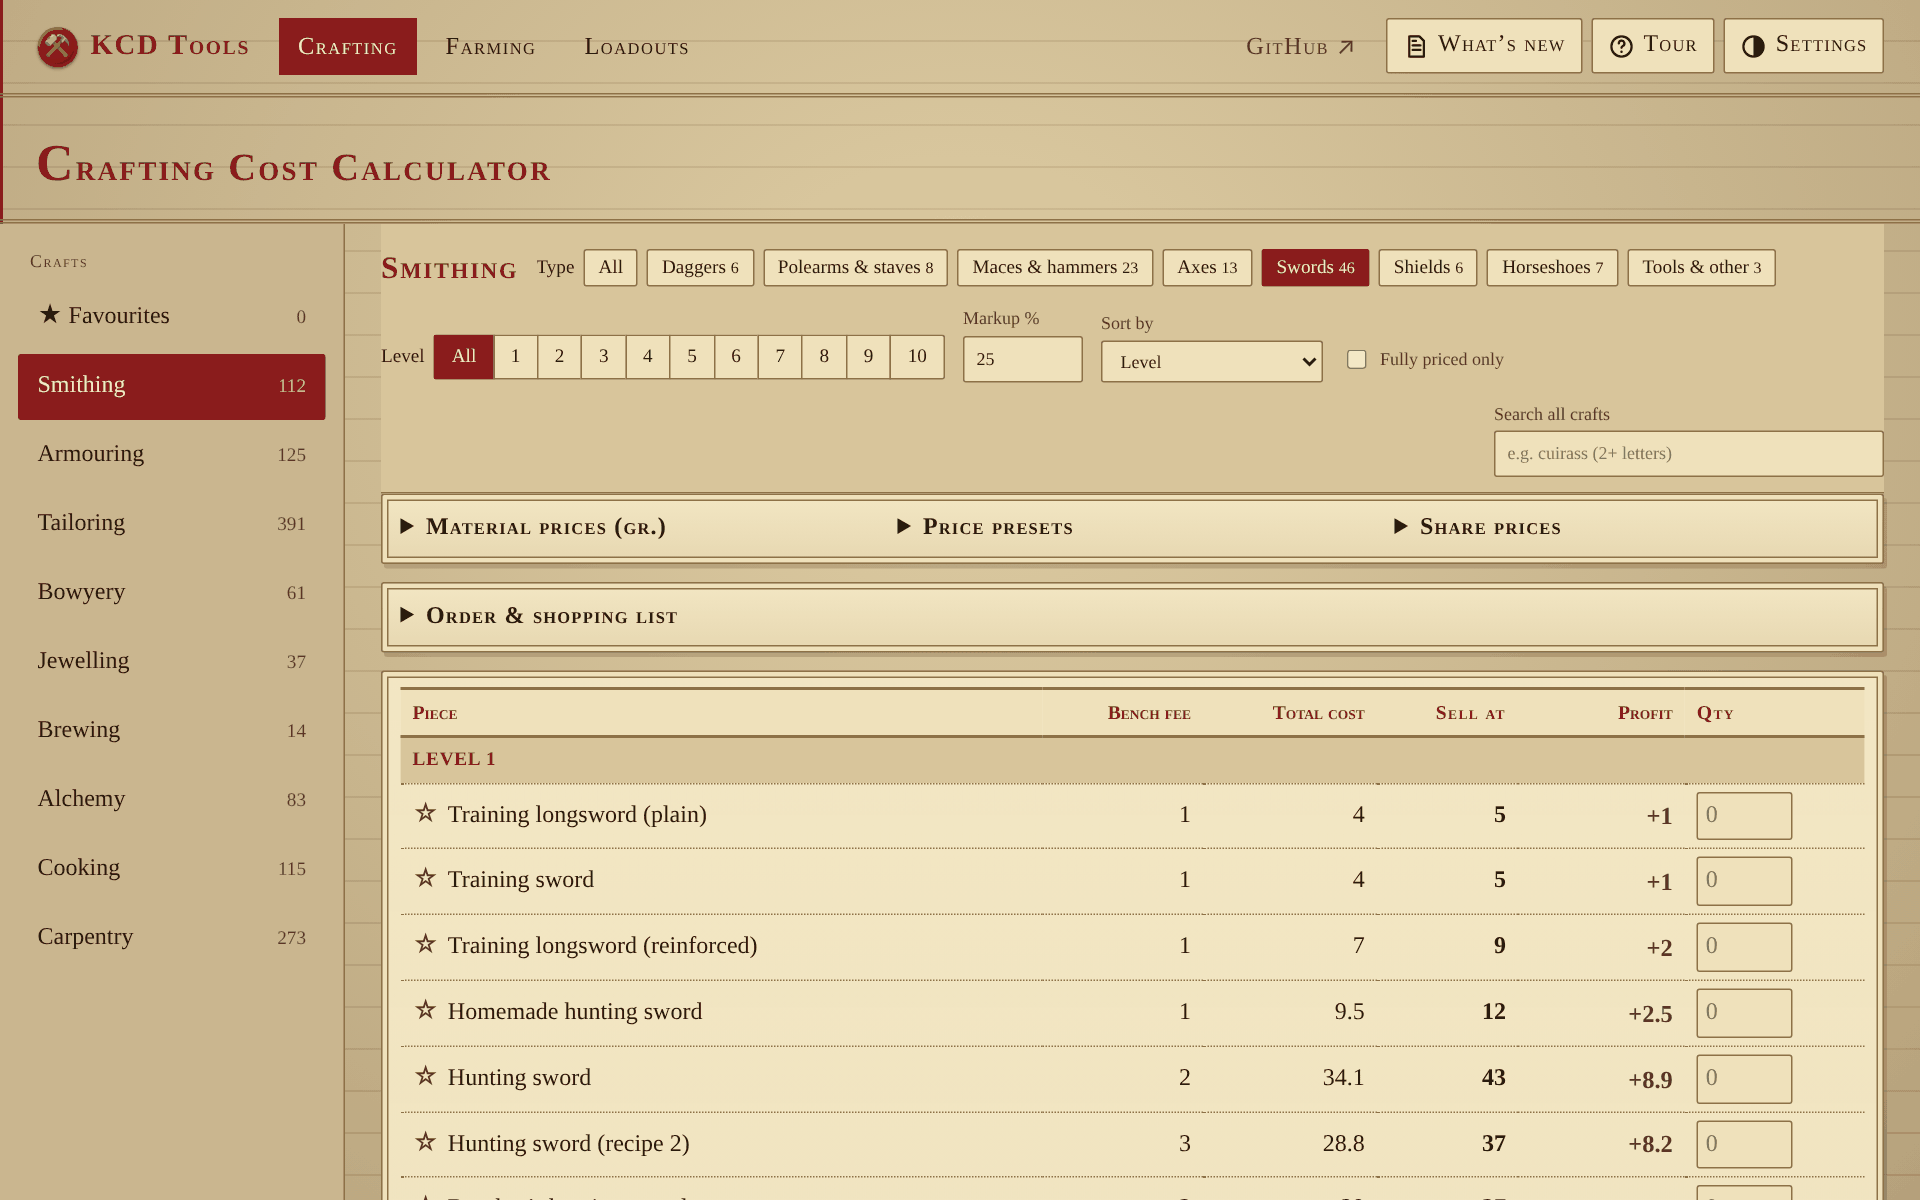 KCD Tools
Crafting
Farming
Loadouts
GitHub ↗
What’s new
Tour
Settings
Crafting Cost Calculator
Crafts
★ Favourites 0
Smithing 112
Armouring 125
Tailoring 391
Bowyery 61
Jewelling 37
Brewing 14
Alchemy 83
Cooking 115
Carpentry 273
Smithing
Type All Daggers 6 Polearms & staves 8 Maces & hammers 23 Axes 13 Swords 46 Shields 6 Horseshoes 7 Tools & other 3
Level All 1 2 3 4 5 6 7 8 9 10
Markup %
25
Sort by
Level
Fully priced only
Search all crafts
e.g. cuirass (2+ letters)
Material prices (gr.)
Price presets
Share prices
Order & shopping list
Piece Bench fee Total cost Sell at Profit Qty
LEVEL 1
Training longsword (plain) 1 4 5 +1 0
Training sword 1 4 5 +1 0
Training longsword (reinforced) 1 7 9 +2 0
Homemade hunting sword 1 9.5 12 +2.5 0
Hunting sword 2 34.1 43 +8.9 0
Hunting sword (recipe 2) 3 28.8 37 +8.2 0